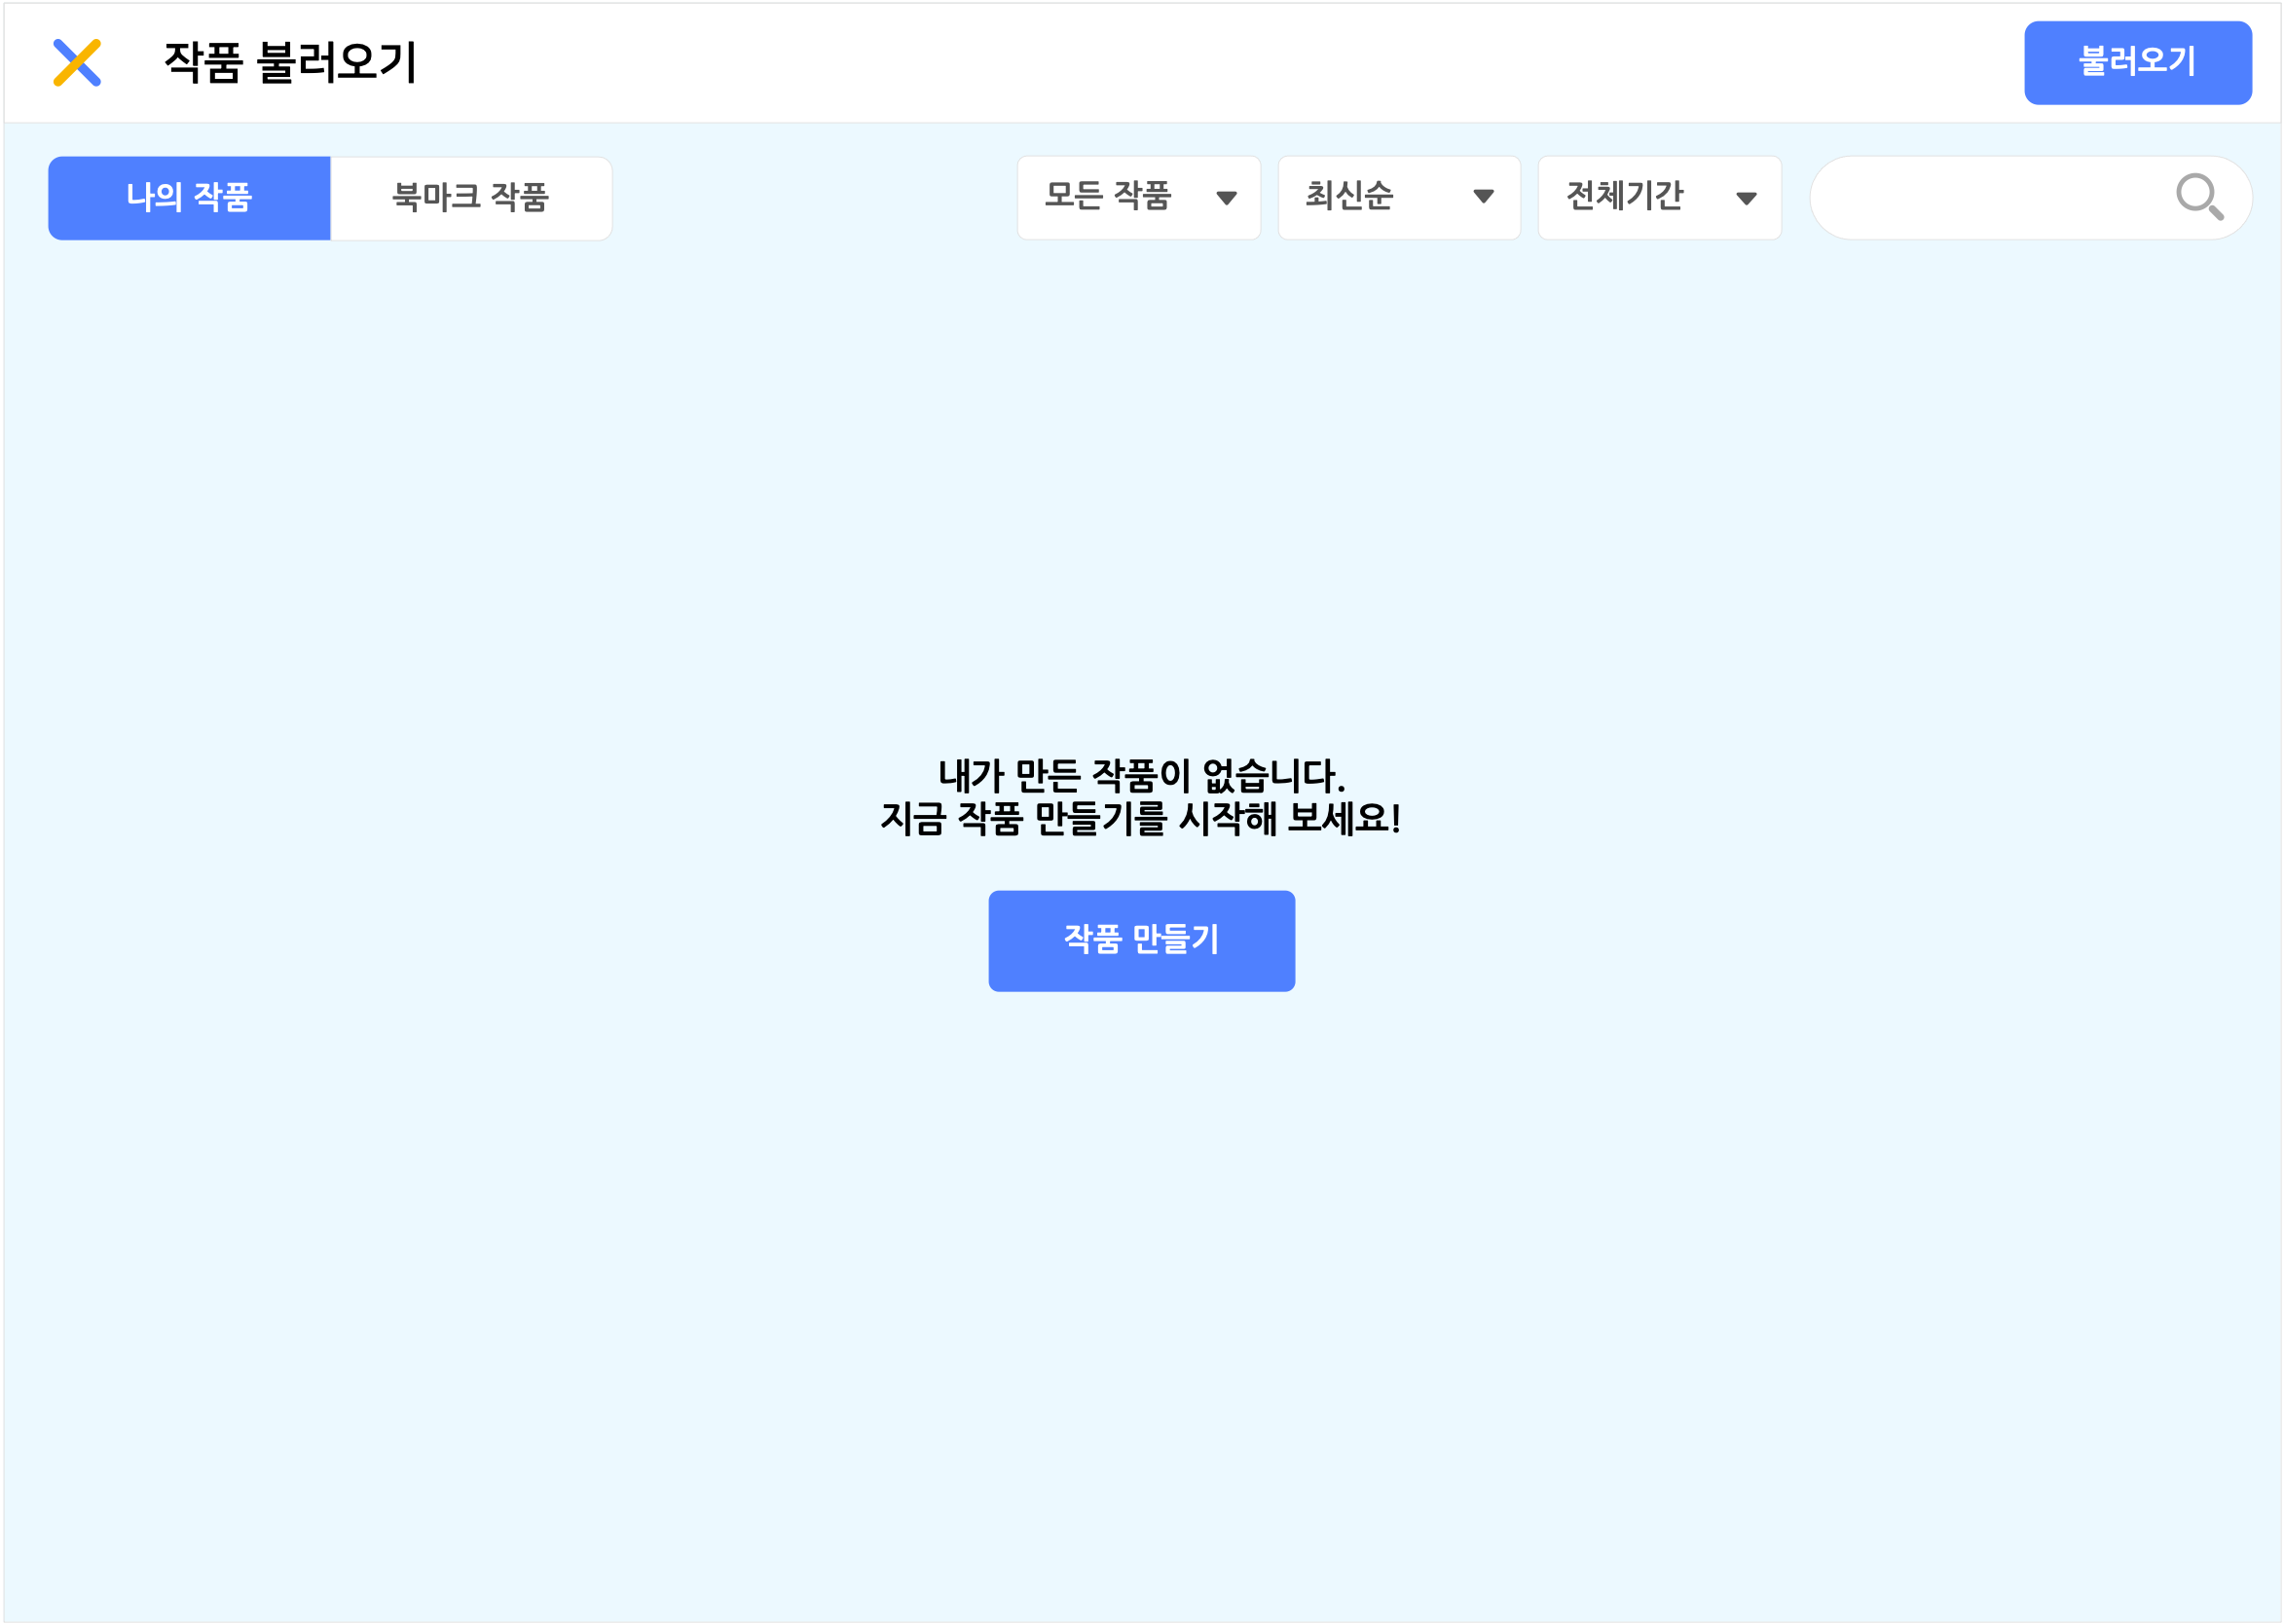 작품 불러오기
불러오기
나의 작품
북마크 작품
모든 작품
최신순
전체기간
내가 만든 작품이 없습니다.
지금 작품 만들기를 시작해 보세요!
작품 만들기